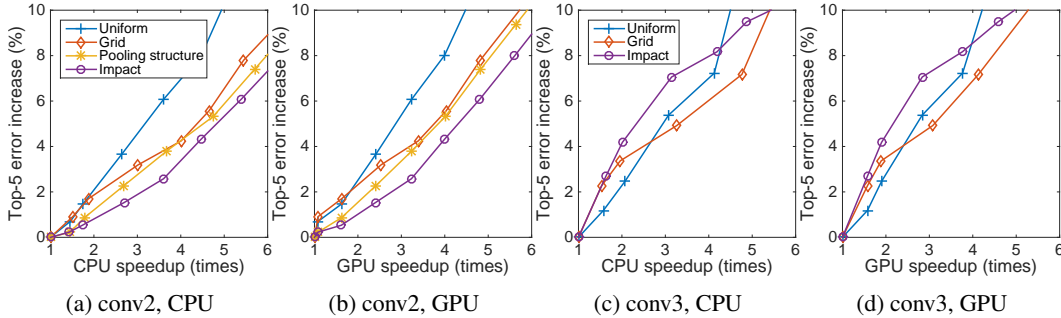 Top-5 error increase (%)
10
8
6
4
2
0
Uniform
Grid
Pooling structure
Impact
1 2 3 4 5 6
CPU speedup (times)
(a) conv2, CPU
Top-5 error increase (%)
10
8
6
4
2
0
1 2 3 4 5 6
GPU speedup (times)
(b) conv2, GPU
Top-5 error increase (%)
10
8
6
4
2
0
Uniform
Grid
Impact
1 2 3 4 5 6
CPU speedup (times)
(c) conv3, CPU
Top-5 error increase (%)
10
8
6
4
2
0
1 2 3 4 5 6
GPU speedup (times)
(d) conv3, GPU